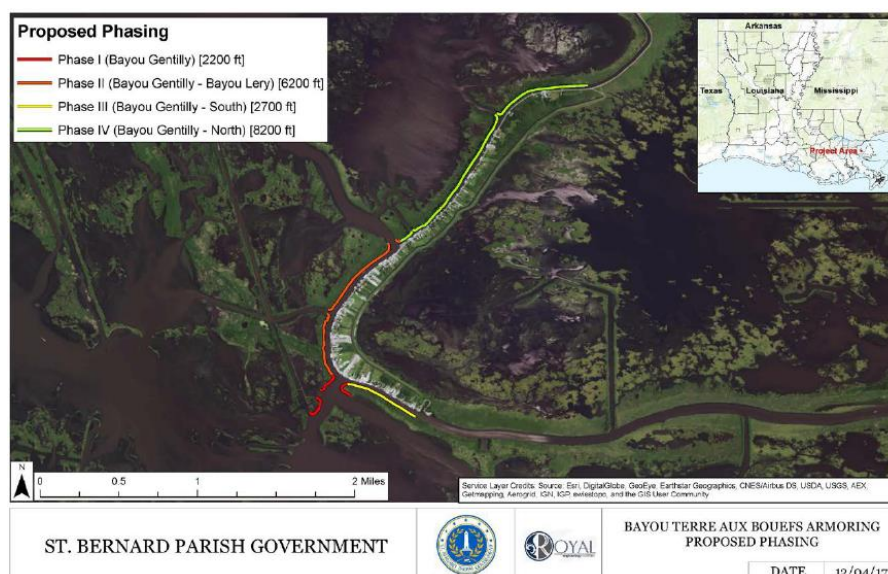 Proposed Phasing
Phase I (Bayou Gentilly) [2200 ft]
Phase II (Bayou Gentilly - Bayou Lery) [6200 ft]
Phase III (Bayou Gentilly - South) [2700 ft]
Phase IV (Bayou Gentilly - North) [8200 ft]
Arkansas
Texas
Louisiana
Mississippi
Project Area
N
0 0.5 1 2 Miles
Service Layer Credits: Source: Esri, DigitalGlobe, GeoEye, Earthstar Geographics, CNES/Airbus DS, USDA, USGS, AEX,
Getmapping, Aerogrid, IGN, IGP, swisstopo, and the GIS User Community
ST. BERNARD PARISH GOVERNMENT
ROYAL
BAYOU TERRE AUX BOUEFS ARMORING
PROPOSED PHASING
DATE 12/04/17